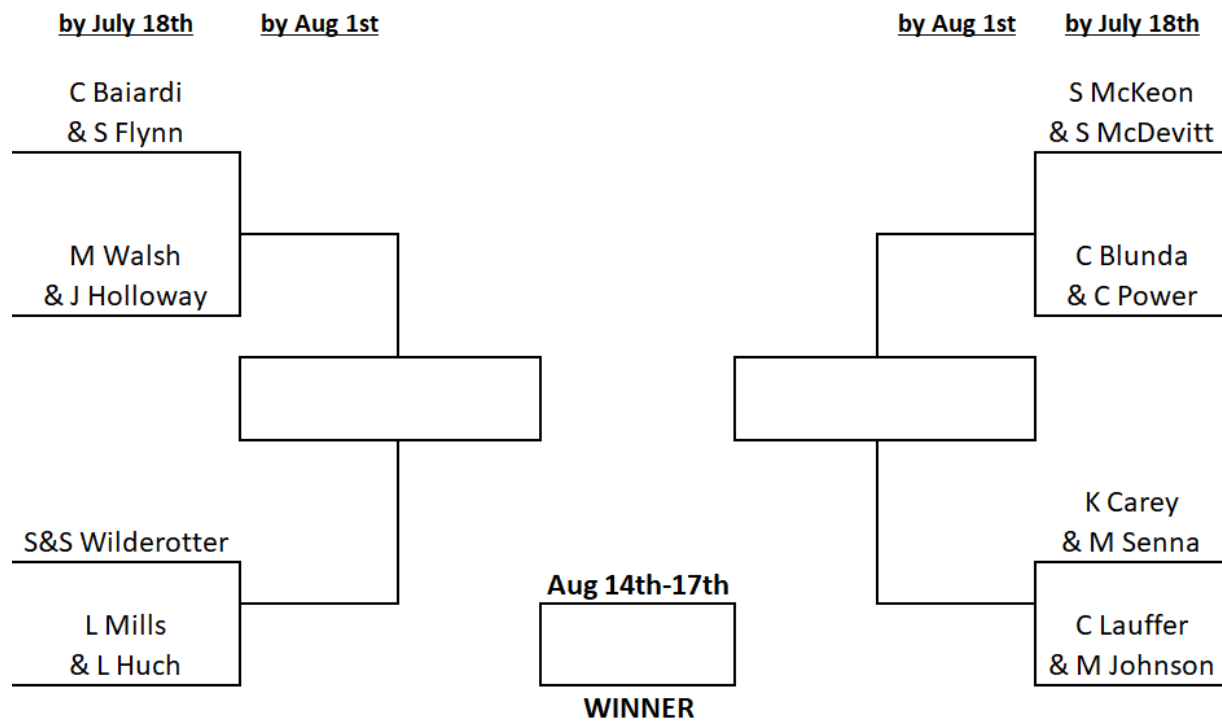 by July 18th
by Aug 1st
by Aug 1st
by July 18th
C Baiardi
& S Flynn
S McKeon
& S McDevitt
M Walsh
& J Holloway
C Blunda
& C Power
S&S Wilderotter
K Carey
& M Senna
Aug 14th-17th
L Mills
& L Huch
C Lauffer
& M Johnson
WINNER